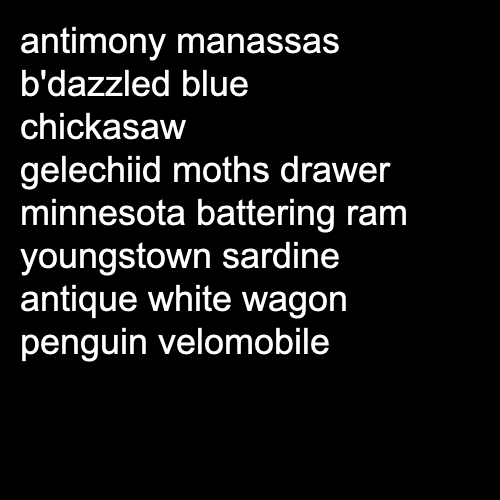 antimony manassas
b'dazzled blue
chickasaw
gelechiid moths drawer
minnesota battering ram
youngstown sardine
antique white wagon
penguin velomobile